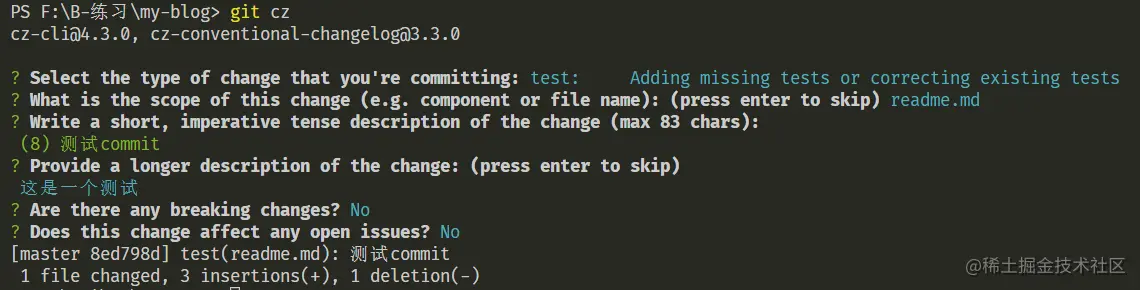 PS F:\B-练习\my-blog> git cz
cz-cli@4.3.0, cz-conventional-changelog@3.3.0
? Select the type of change that you're committing: test:     Adding missing tests or correcting existing tests
? What is the scope of this change (e.g. component or file name): (press enter to skip) readme.md
? Write a short, imperative tense description of the change (max 83 chars):
(8) 测试commit
? Provide a longer description of the change: (press enter to skip)
这是一个测试
? Are there any breaking changes? No
? Does this change affect any open issues? No
[master 8ed798d] test(readme.md): 测试commit
1 file changed, 3 insertions(+), 1 deletion(-)
@稀土掘金技术社区